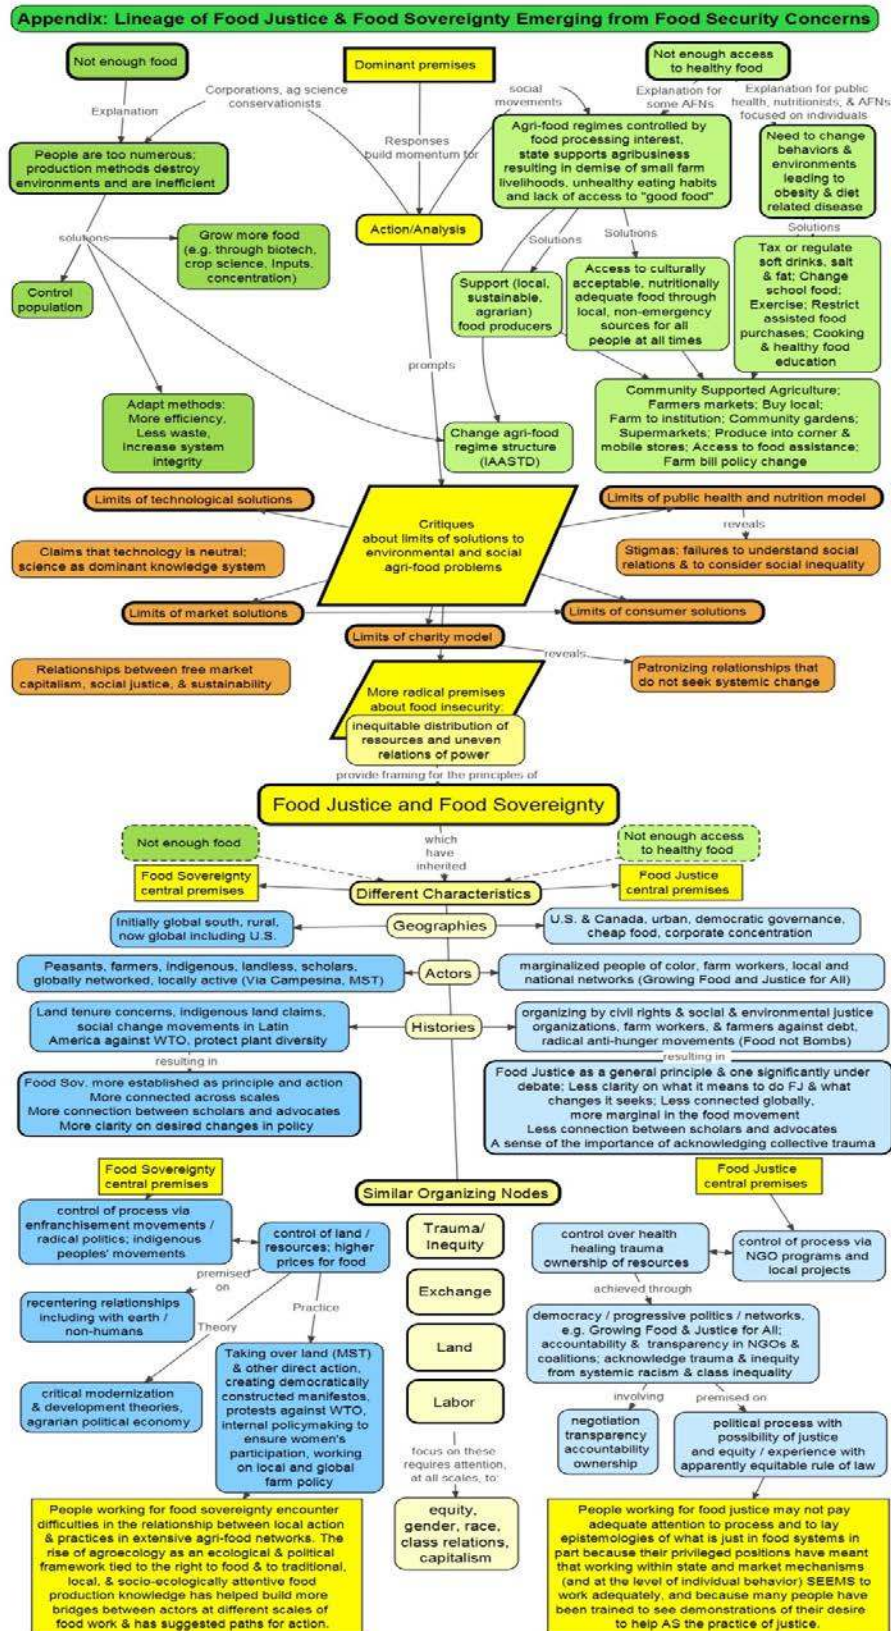 Appendix: Lineage of Food Justice & Food Sovereignty Emerging from Food Security Concerns
Not enough food
Dominant premises
Not enough access
to healthy food
Corporations, ag science
conservationists
social
movements
Explanation
Explanation for
some AFNs
Explanation for public
health, nutritionists, & AFNs
focused on individuals
Responses
build momentum for
People are too numerous;
production methods destroy
environments and are inefficient
Agri-food regimes controlled by
food processing interest,
state supports agribusiness
resulting in demise of small farm
livelihoods, unhealthy eating habits
and lack of access to "good food"
Need to change
behaviors &
environments
leading to
obesity & diet
related disease
Action/Analysis
solutions
Grow more food
(e.g. through biotech,
crop science, Inputs,
concentration)
Solutions
Solutions
Solutions
Control
population
Support (local,
sustainable,
agrarian)
food producers
Access to culturally
acceptable, nutritionally
adequate food through
local, non-emergency
sources for all
people at all times
Tax or regulate
soft drinks, salt
& fat; Change
school food;
Exercise; Restrict
assisted food
purchases; Cooking
& healthy food
education
prompts
Adapt methods:
More efficiency,
Less waste,
Increase system
integrity
Change agri-food
regime structure
(IAASTD)
Community Supported Agriculture;
Farmers markets; Buy local;
Farm to institution; Community gardens;
Supermarkets; Produce into corner &
mobile stores; Access to food assistance;
Farm bill policy change
Limits of technological solutions
Limits of public health and nutrition model
Critiques
about limits of solutions to
environmental and social
agri-food problems
reveals
Claims that technology is neutral;
science as dominant knowledge system
Stigmas; failures to understand social
relations & to consider social inequality
Limits of market solutions
Limits of consumer solutions
Limits of charity model
reveals
Relationships between free market
capitalism, social justice, & sustainability
Patronizing relationships that
do not seek systemic change
More radical premises
about food insecurity:
inequitable distribution of
resources and uneven
relations of power
provide framing for the principles of
Food Justice and Food Sovereignty
which
have
inherited
Not enough food
Not enough access
to healthy food
Food Sovereignty
central premises
Different Characteristics
Food Justice
central premises
Initially global south, rural,
now global including U.S.
Geographies
U.S. & Canada, urban, democratic governance,
cheap food, corporate concentration
Peasants, farmers, indigenous, landless, scholars,
globally networked, locally active (Via Campesina, MST)
Actors
marginalized people of color, farm workers, local and
national networks (Growing Food and Justice for All)
Land tenure concerns, indigenous land claims,
social change movements in Latin
America against WTO, protect plant diversity
Histories
organizing by civil rights & social & environmental justice
organizations, farm workers, & farmers against debt,
radical anti-hunger movements (Food not Bombs)
resulting in
resulting in
Food Sov. more established as principle and action
More connected across scales
More connection between scholars and advocates
More clarity on desired changes in policy
Food Justice as a general principle & one significantly under
debate; Less clarity on what it means to do FJ & what
changes it seeks; Less connected globally,
more marginal in the food movement
Less connection between scholars and advocates
A sense of the importance of acknowledging collective trauma
Food Sovereignty
central premises
Food Justice
central premises
Similar Organizing Nodes
control of process via
enfranchisement movements /
radical politics; indigenous
peoples' movements
control of land /
resources; higher
prices for food
Trauma/
Inequity
control over health
healing trauma
ownership of resources
control of process via
NGO programs and
local projects
premised
on
achieved through
recentering relationships
including with earth /
non-humans
Theory
Practice
Exchange
democracy / progressive politics / networks,
e.g. Growing Food & Justice for All;
accountability & transparency in NGOs &
coalitions; acknowledge trauma & inequity
from systemic racism & class inequality
Land
critical modernization
& development theories,
agrarian political economy
Taking over land (MST)
& other direct action,
creating democratically
constructed manifestos,
protests against WTO,
internal policymaking to
ensure women's
participation, working
on local and global
farm policy
Labor
involving
premised on
negotiation
transparency
accountability
ownership
political process with
possibility of justice
and equity / experience with
apparently equitable rule of law
focus on these
requires attention,
at all scales, to:
equity,
gender, race,
class relations,
capitalism
People working for food sovereignty encounter
difficulties in the relationship between local action
& practices in extensive agri-food networks. The
rise of agroecology as an ecological & political
framework tied to the right to food & to traditional,
local, & socio-ecologically attentive food
production knowledge has helped build more
bridges between actors at different scales of
food work & has suggested paths for action.
People working for food justice may not pay
adequate attention to process and to lay
epistemologies of what is just in food systems in
part because their privileged positions have meant
that working within state and market mechanisms
(and at the level of individual behavior) SEEMS to
work adequately, and because many people have
been trained to see demonstrations of their desire
to help AS the practice of justice.